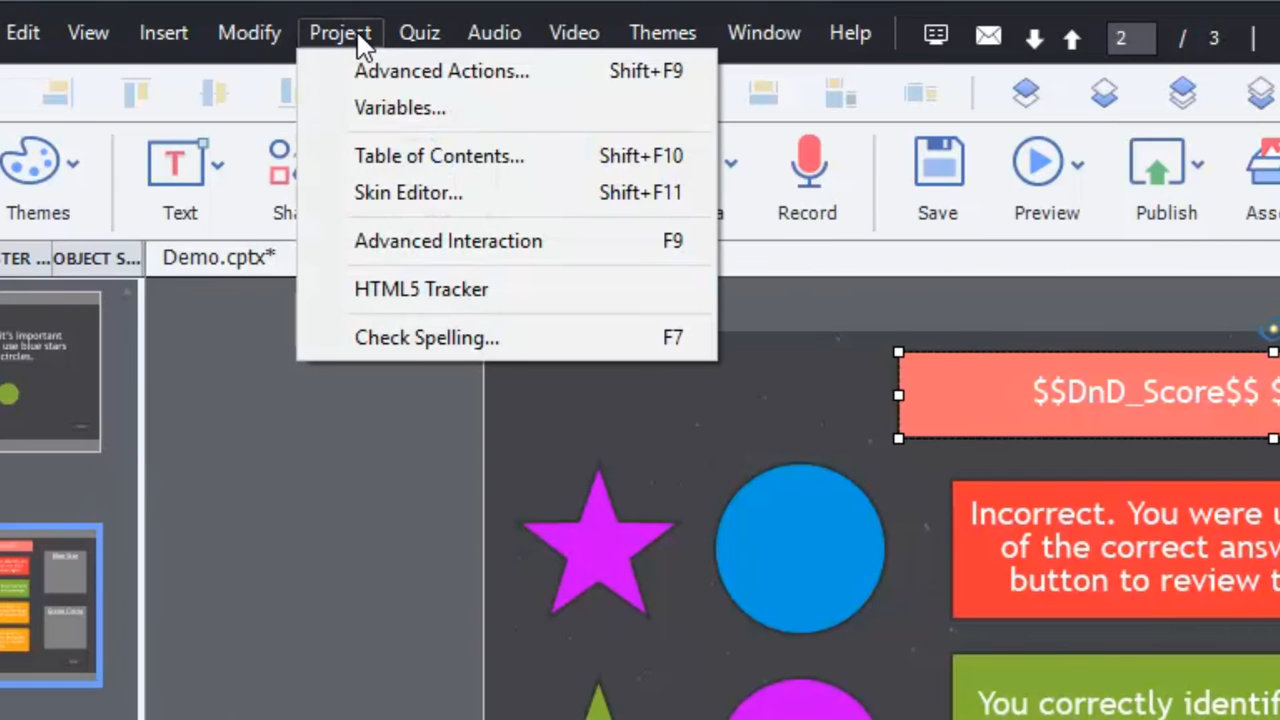 Edit View Insert Modify Project Quiz Audio Video Themes Window Help 2 / 3
Advanced Actions... Shift+F9
Variables...
Table of Contents... Shift+F10
Skin Editor... Shift+F11
Advanced Interaction F9
HTML5 Tracker
Check Spelling... F7
Themes Text Record Save Preview Publish
TER ... OBJECT S... Demo.cptx*
it's important
use blue stars
circles.
$$DnD_Score$$ $
Incorrect. You were
of the correct
button to review
You correctly